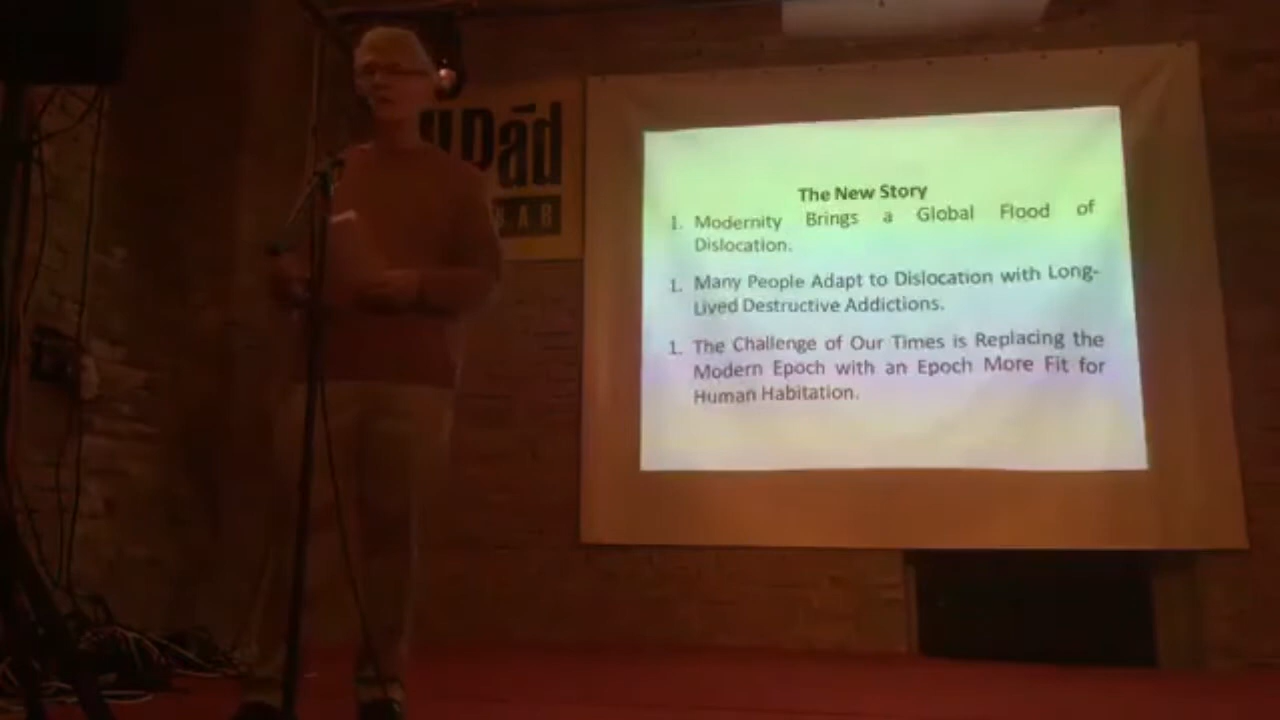 Pad
BAR
The New Story
1. Modernity Brings a Global Flood of
Dislocation.
1. Many People Adapt to Dislocation with Long-
Lived Destructive Addictions.
1. The Challenge of Our Times is Replacing the
Modern Epoch with an Epoch More Fit for
Human Habitation.